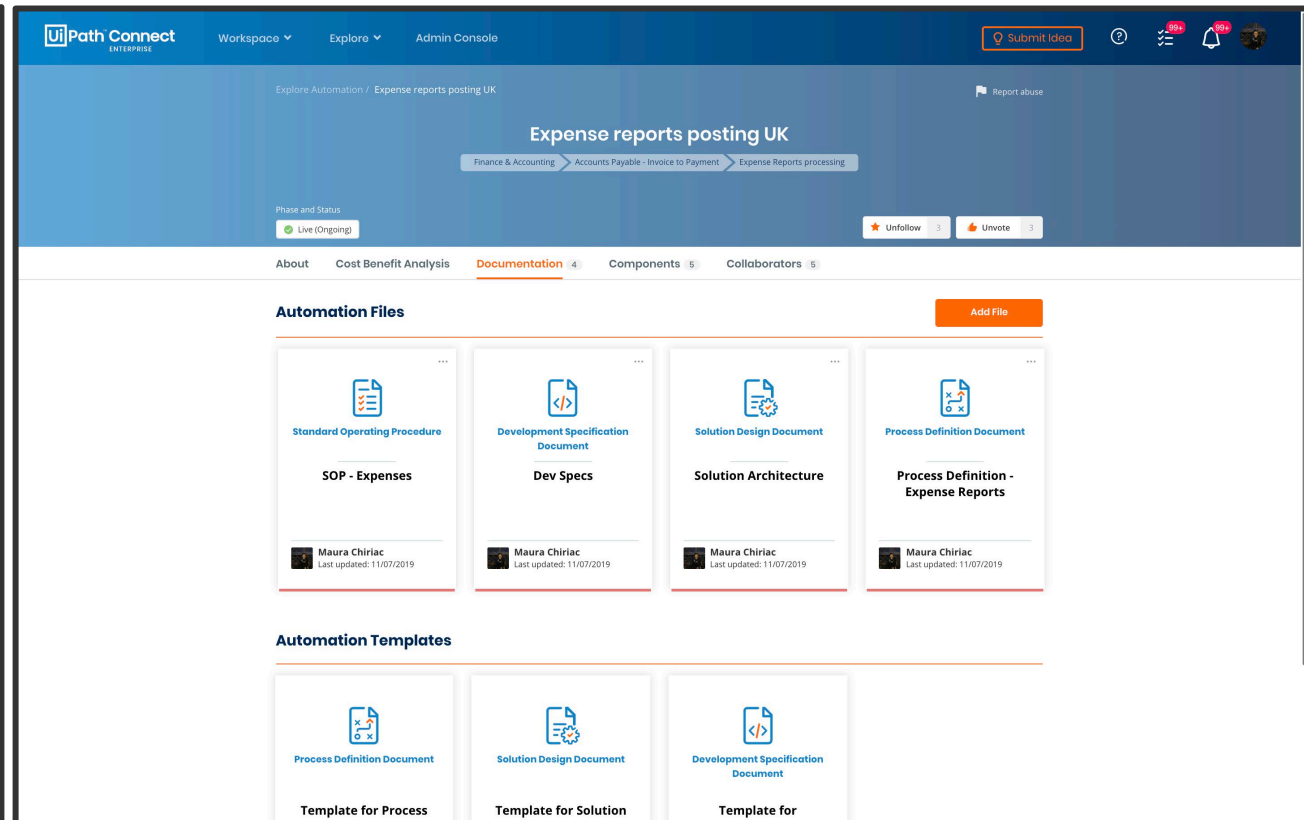 UiPath Connect
ENTERPRISE
Workspace
Explore
Admin Console
Submit Idea
99+
99+
Explore Automation / Expense reports posting UK
Report abuse
Expense reports posting UK
Finance & Accounting
Accounts Payable - Invoice to Payment
Expense Reports processing
Phase and Status
Live (Ongoing)
Unfollow 3
Unvote 3
About
Cost Benefit Analysis
Documentation 4
Components 5
Collaborators 5
Automation Files
Add File
Standard Operating Procedure
SOP - Expenses
Maura Chiriac
Last updated: 11/07/2019
Development Specification
Document
Dev Specs
Maura Chiriac
Last updated: 11/07/2019
Solution Design Document
Solution Architecture
Maura Chiriac
Last updated: 11/07/2019
Process Definition Document
Process Definition -
Expense Reports
Maura Chiriac
Last updated: 11/07/2019
Automation Templates
Process Definition Document
Template for Process
Solution Design Document
Template for Solution
Development Specification
Document
Template for